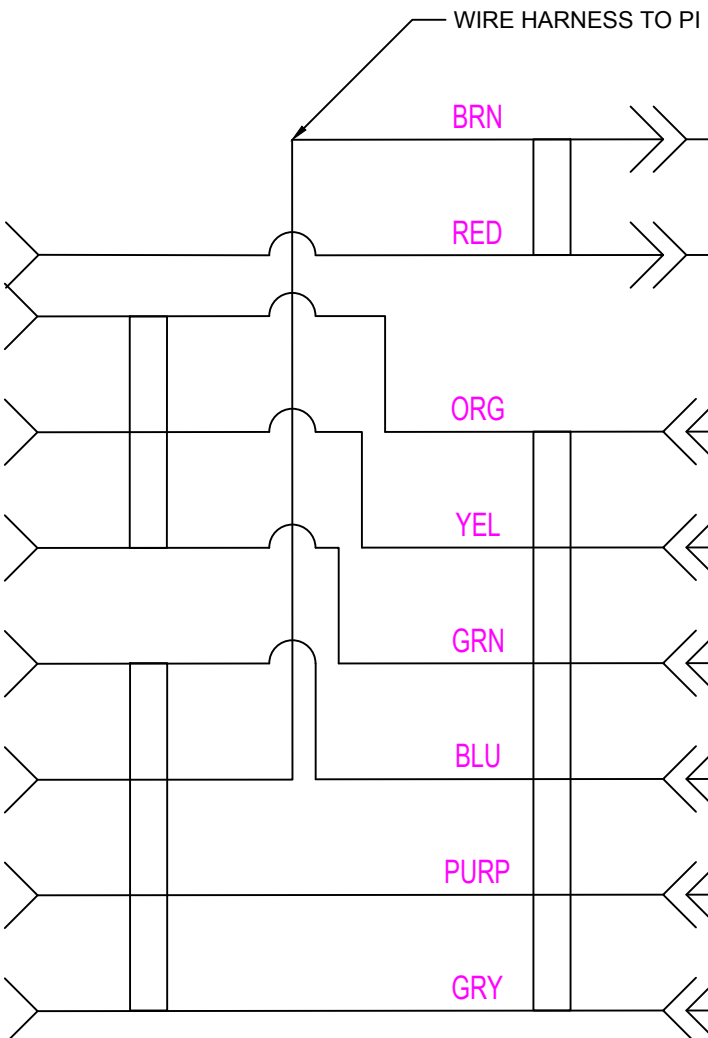 WIRE HARNESS TO PI
BRN
RED
ORG
YEL
GRN
BLU
PURP
GRY